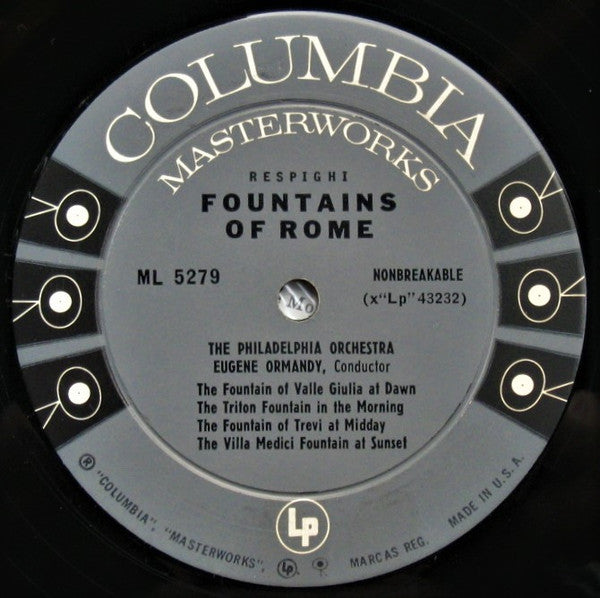 COLUMBIA
MASTERWORKS
RESPIGHI
FOUNTAINS
OF ROME
ML 5279
NONBREAKABLE
(x"Lp" 43232)
Mo
THE PHILADELPHIA ORCHESTRA
EUGENE ORMANDY, Conductor
The Fountain of Valle Giulia at Dawn
The Triton Fountain in the Morning
The Fountain of Trevi at Midday
The Villa Medici Fountain at Sunset
Lp
® "COLUMBIA", "MASTERWORKS", Lp MARCAS REG. MADE IN U.S.A.